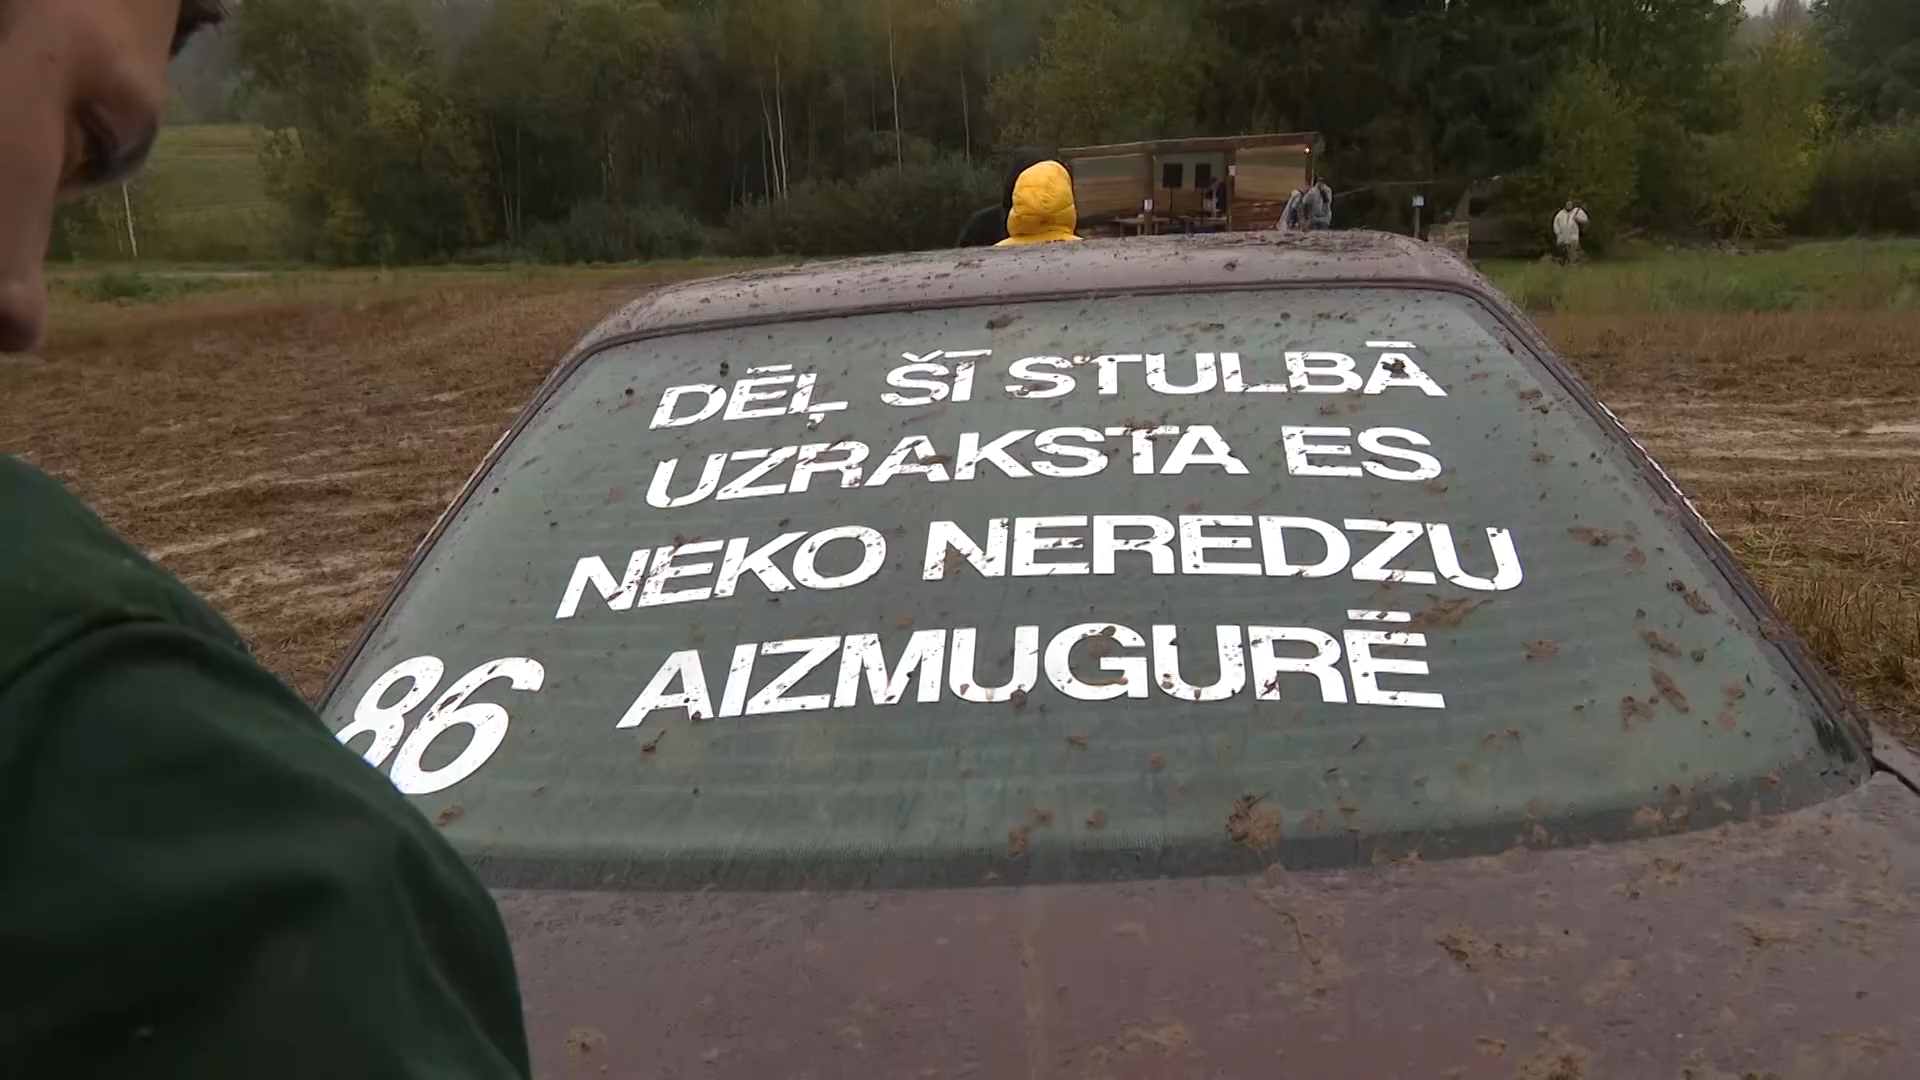 DĒĻ ŠĪ STULBĀ
UZRAKSTA ES
NEKO NEREDZU
AIZMUGURĒ
86